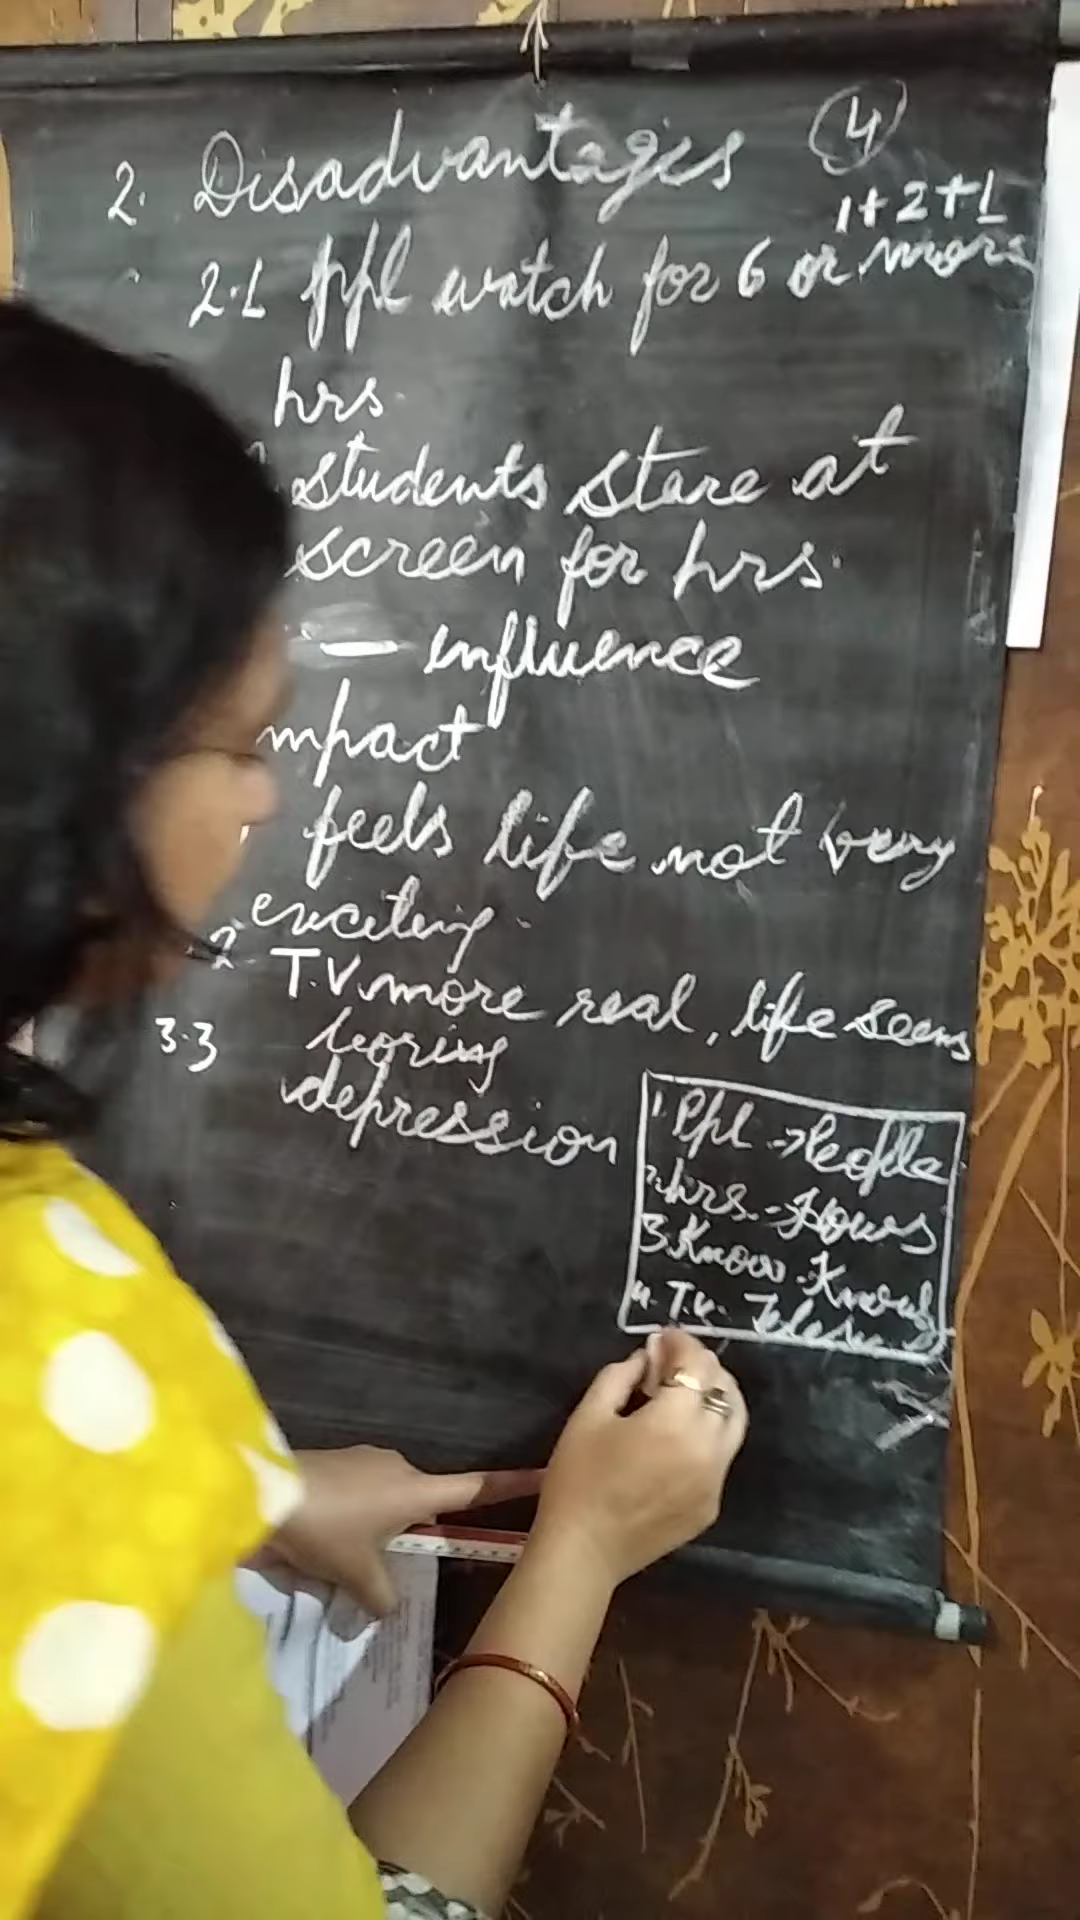 2. Disadvantages 4
1+2+1
2.1 ppl watch for 6 or more
hrs.
students stare at
screen for hrs.
— influence
mpact
feels life not very
exciting.
2 T.V. more real, life seems
3.3 boring
depression
1. Ppl → People
2. hrs. → Hours
3. Know.
4. T.V.